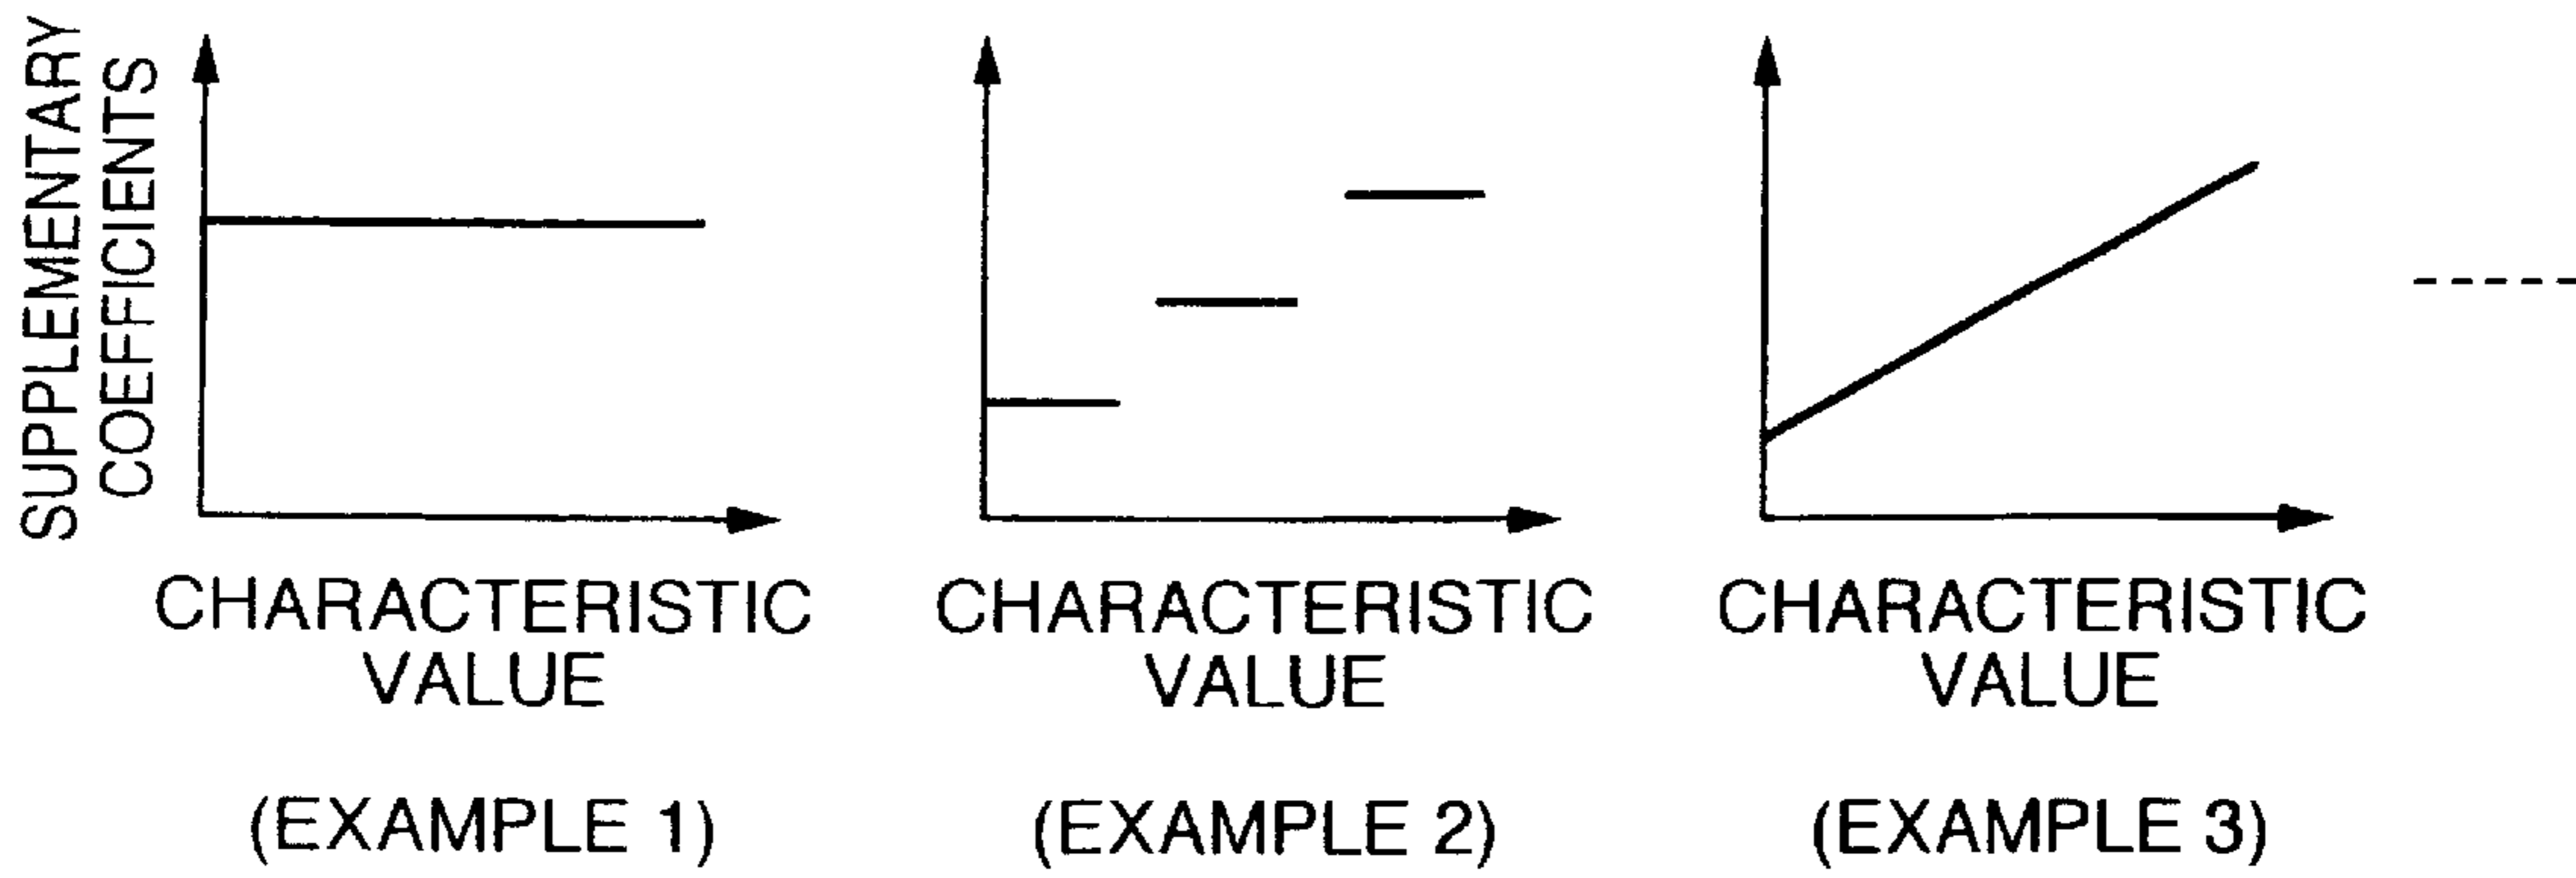 SUPPLEMENTARY
COEFFICIENTS
CHARACTERISTIC
VALUE
(EXAMPLE 1)
CHARACTERISTIC
VALUE
(EXAMPLE 2)
CHARACTERISTIC
VALUE
(EXAMPLE 3)